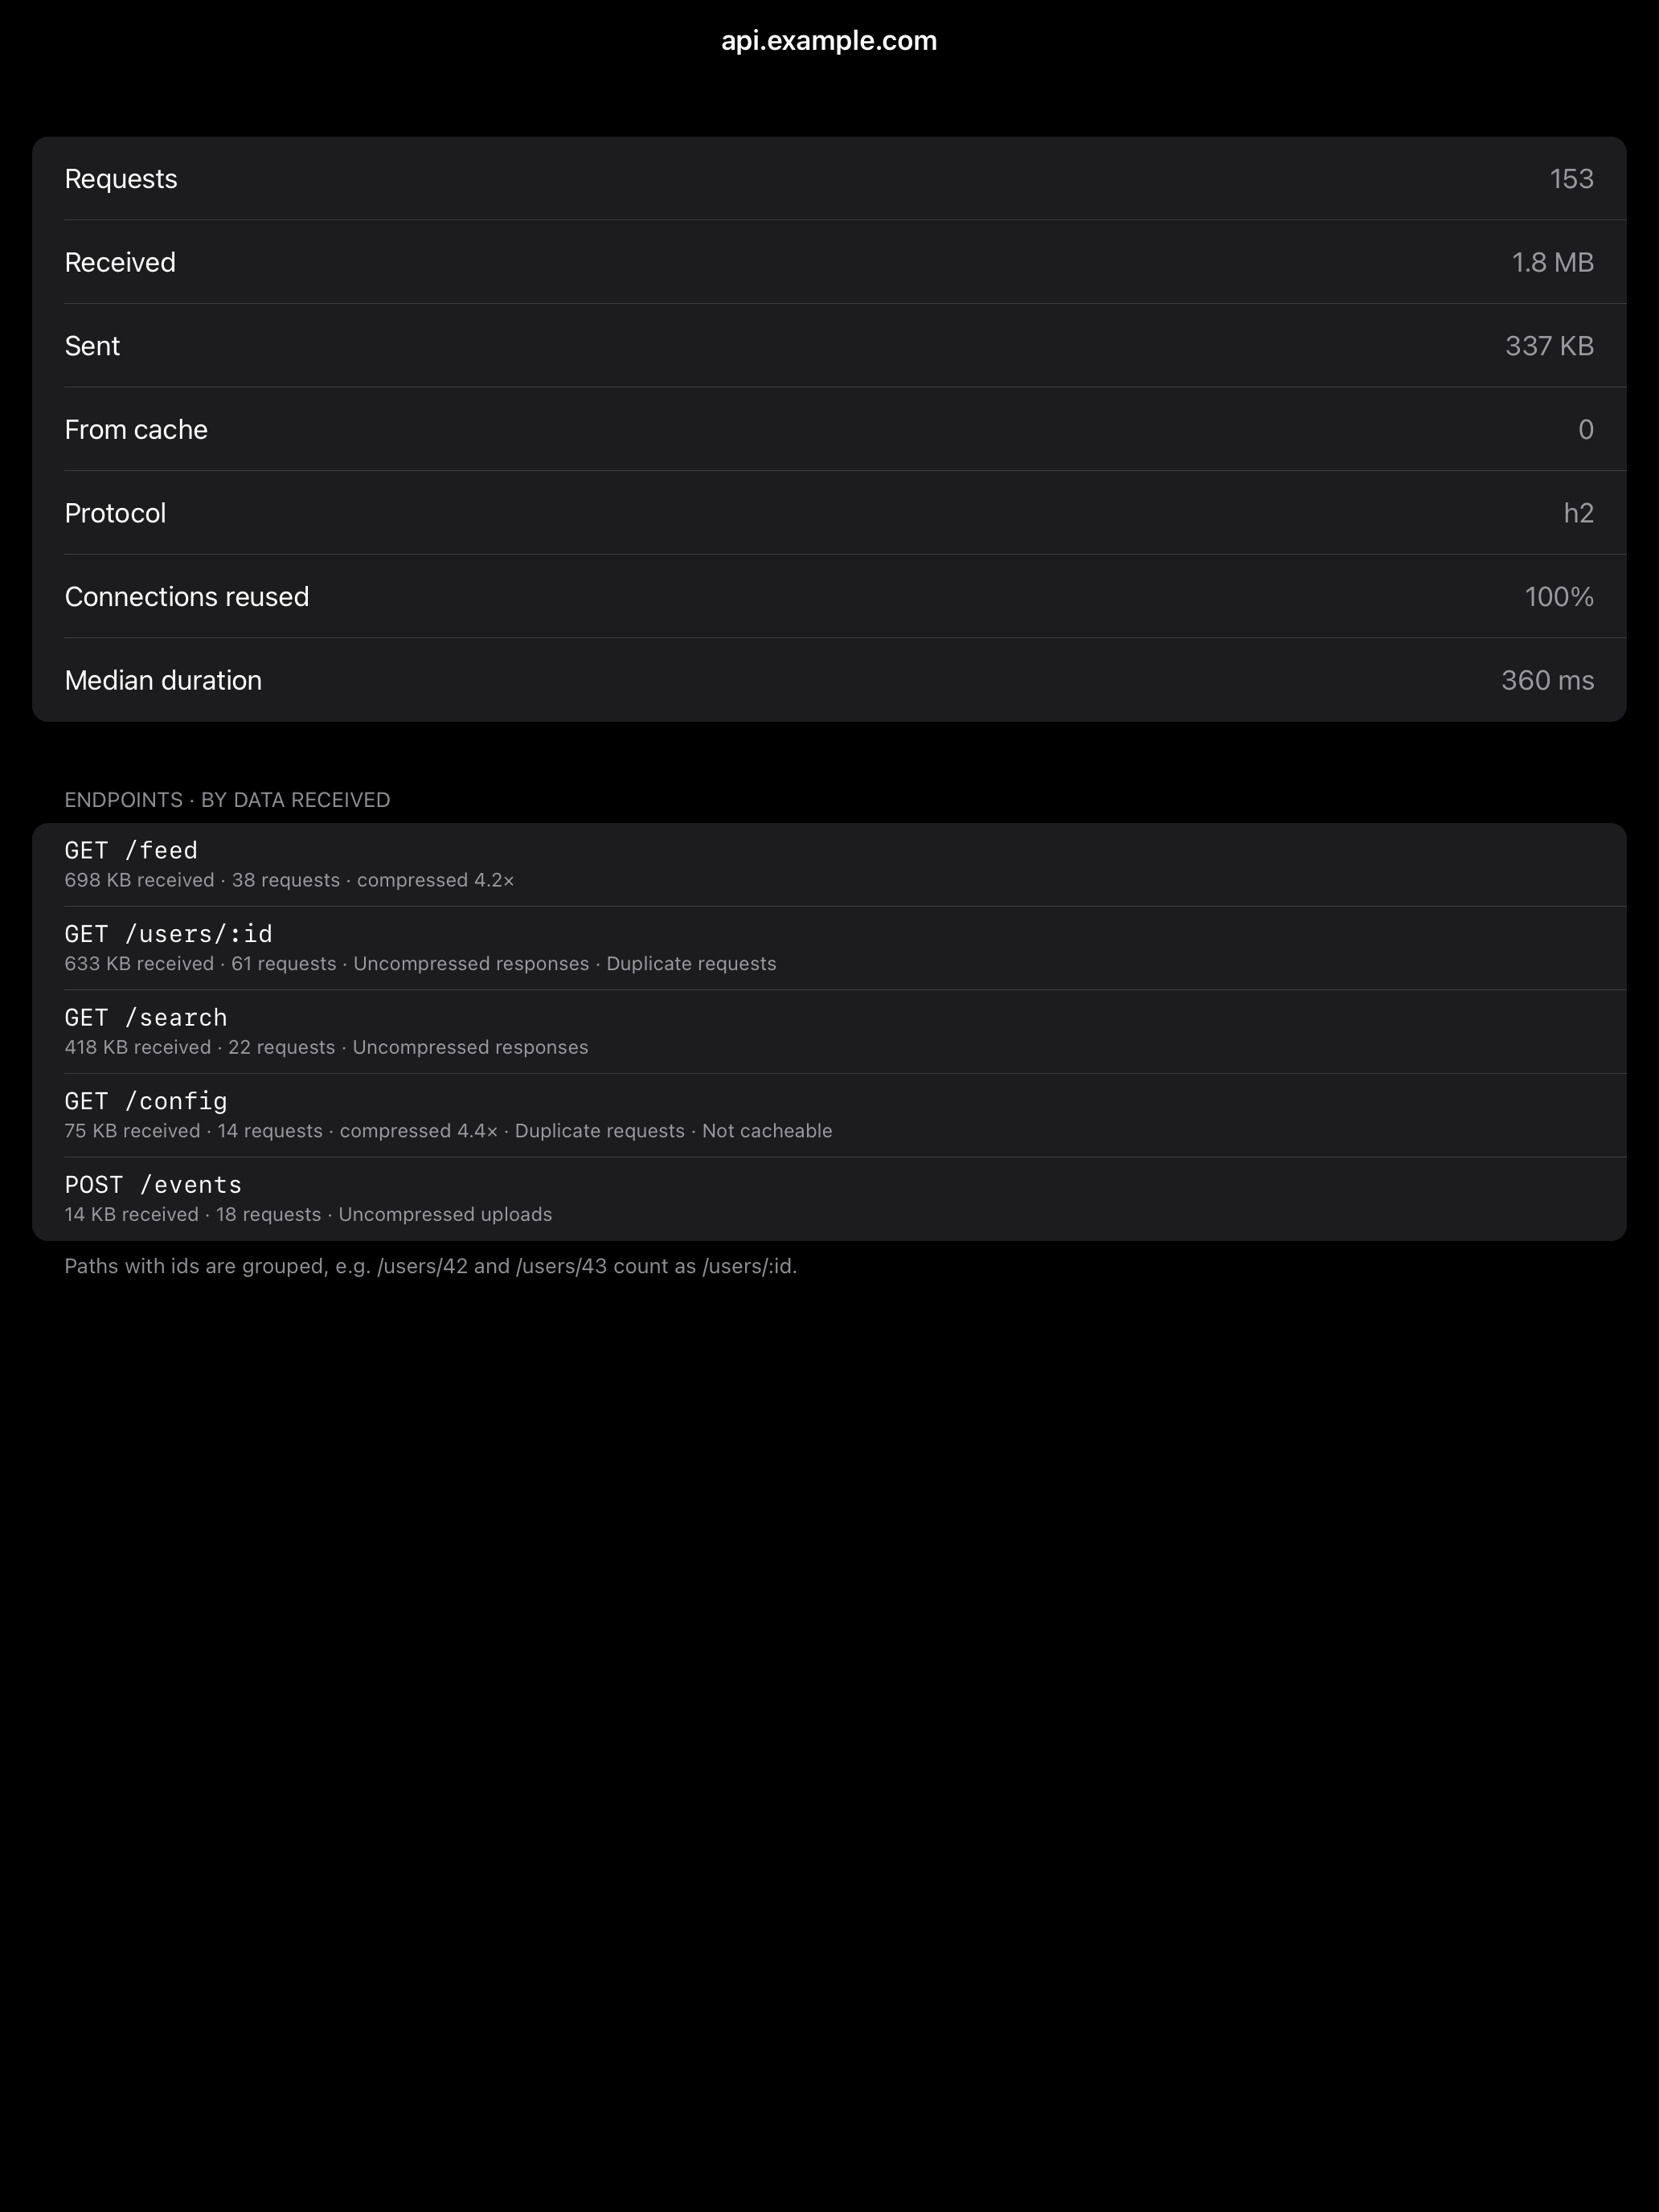 api.example.com
Requests 153
Received 1.8 MB
Sent 337 KB
From cache 0
Protocol h2
Connections reused 100%
Median duration 360 ms
ENDPOINTS · BY DATA RECEIVED
GET /feed
698 KB received · 38 requests · compressed 4.2×
GET /users/:id
633 KB received · 61 requests · Uncompressed responses · Duplicate requests
GET /search
418 KB received · 22 requests · Uncompressed responses
GET /config
75 KB received · 14 requests · compressed 4.4× · Duplicate requests · Not cacheable
POST /events
14 KB received · 18 requests · Uncompressed uploads
Paths with ids are grouped, e.g. /users/42 and /users/43 count as /users/:id.